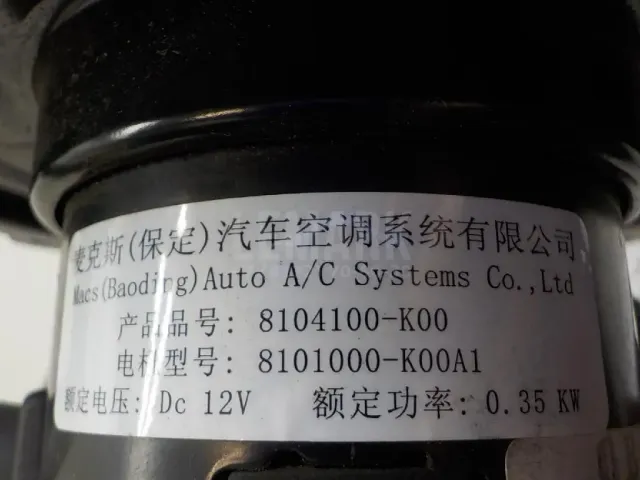 麦克斯(保定)汽车空调系统有限公司
Macs(Baoding)Auto A/C Systems Co.,Ltd
产品品号: 8104100-K00
电机型号: 8101000-K00A1
额定电压: Dc 12V 额定功率: 0.35 KW